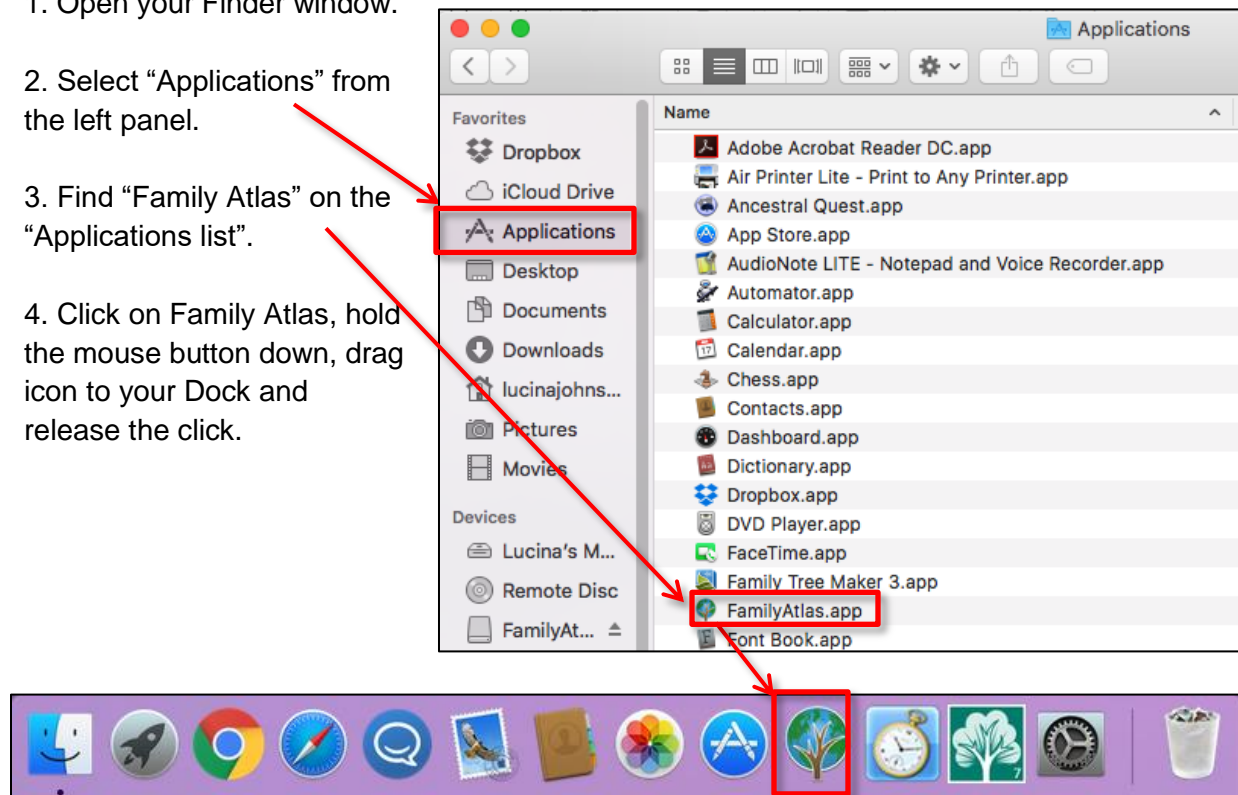 1. Open your Finder window.
2. Select “Applications” from
the left panel.
3. Find “Family Atlas” on the
“Applications list”.
4. Click on Family Atlas, hold
the mouse button down, drag
icon to your Dock and
release the click.
Applications
Favorites
Dropbox
iCloud Drive
Applications
Desktop
Documents
Downloads
lucinajohns...
Pictures
Movies
Devices
Lucina's M...
Remote Disc
FamilyAt...
Name
Adobe Acrobat Reader DC.app
Air Printer Lite - Print to Any Printer.app
Ancestral Quest.app
App Store.app
AudioNote LITE - Notepad and Voice Recorder.app
Automator.app
Calculator.app
17
Calendar.app
Chess.app
Contacts.app
Dashboard.app
Dictionary.app
Dropbox.app
DVD Player.app
FaceTime.app
Family Tree Maker 3.app
FamilyAtlas.app
Font Book.app
7